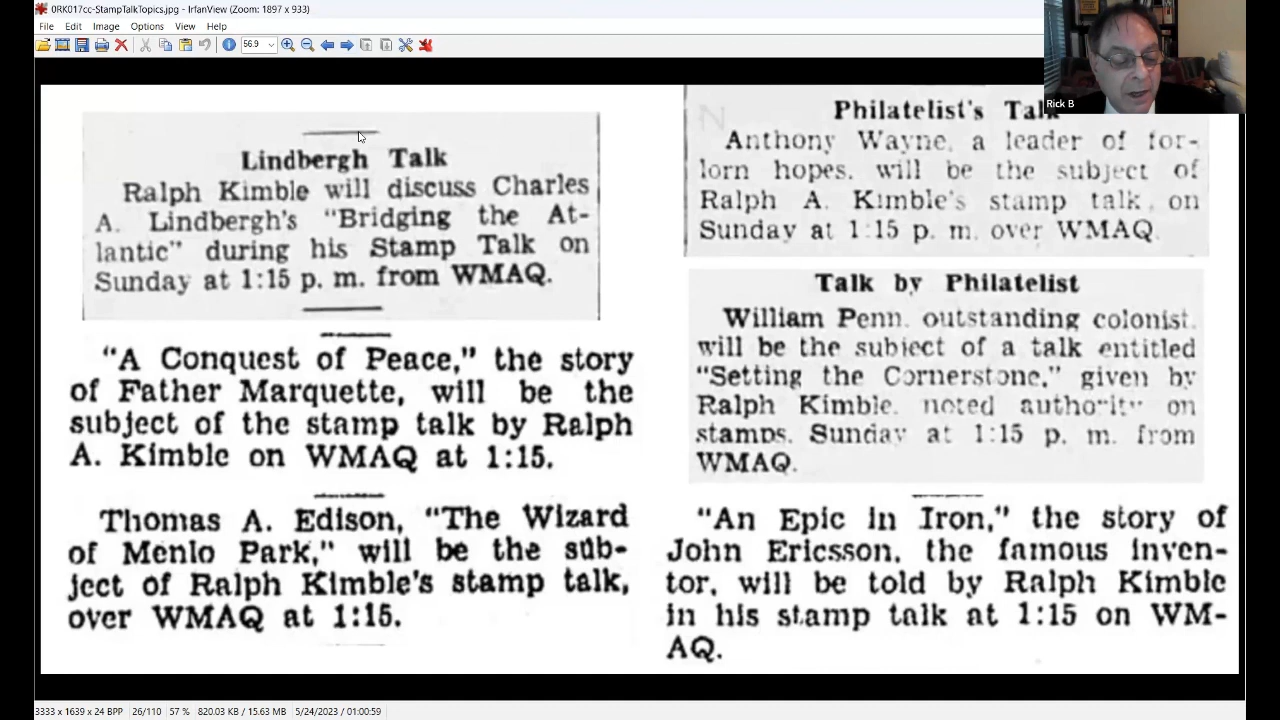 0RK017cc-StampTalkTopics.jpg - IrfanView (Zoom: 1897 x 933)
File Edit Image Options View Help
56.9
Rick B
Lindbergh Talk
Ralph Kimble will discuss Charles
A. Lindbergh's "Bridging the At-
lantic" during his Stamp Talk on
Sunday at 1:15 p. m. from WMAQ.
"A Conquest of Peace," the story
of Father Marquette, will be the
subject of the stamp talk by Ralph
A. Kimble on WMAQ at 1:15.
Thomas A. Edison, "The Wizard
of Menlo Park," will be the sub-
ject of Ralph Kimble's stamp talk,
over WMAQ at 1:15.
Philatelist's Talk
Anthony Wayne, a leader of for-
lorn hopes, will be the subject of
Ralph A. Kimble's stamp talk on
Sunday at 1:15 p. m. over WMAQ.
Talk by Philatelist
William Penn, outstanding colonist,
will be the subject of a talk entitled
"Setting the Cornerstone," given by
Ralph Kimble, noted authority on
stamps, Sunday at 1:15 p. m. from
WMAQ.
"An Epic in Iron," the story of
John Ericsson, the famous inven-
tor, will be told by Ralph Kimble
in his stamp talk at 1:15 on WM-
AQ.
3333 x 1639 x 24 BPP 26/110 57 % 820.03 KB / 15.63 MB 5/24/2023 / 01:00:59